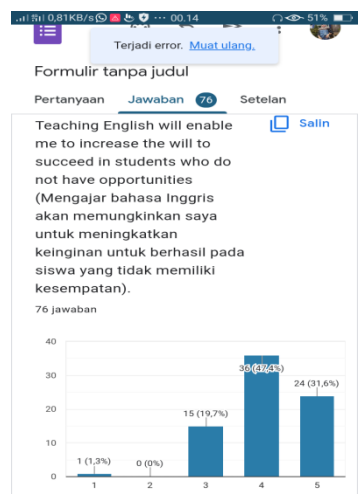 0,81KB/s ··· 00.14 51%
Terjadi error. Muat ulang.
Formulir tanpa judul
Pertanyaan Jawaban 76 Setelan
Teaching English will enable Salin
me to increase the will to
succeed in students who do
not have opportunities
(Mengajar bahasa Inggris
akan memungkinkan saya
untuk meningkatkan
keinginan untuk berhasil pada
siswa yang tidak memiliki
kesempatan).
76 jawaban
40
36 (47,4%)
30
24 (31,6%)
20
15 (19,7%)
10
1 (1,3%) 0 (0%)
0
1 2 3 4 5